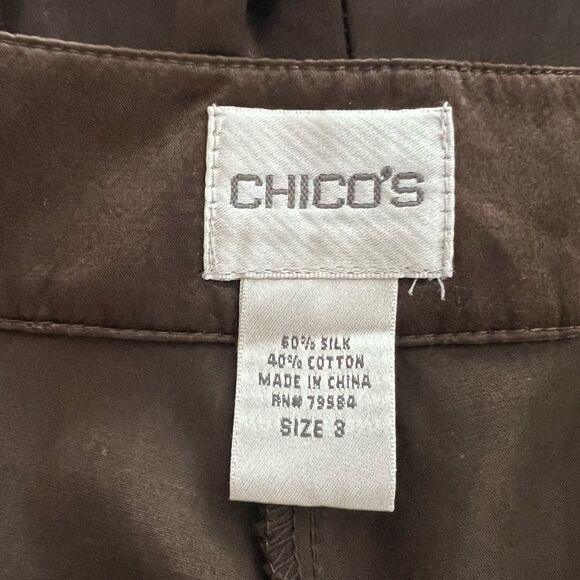 CHICO'S
60% SILK
40% COTTON
MADE IN CHINA
RN# 79984
SIZE 3